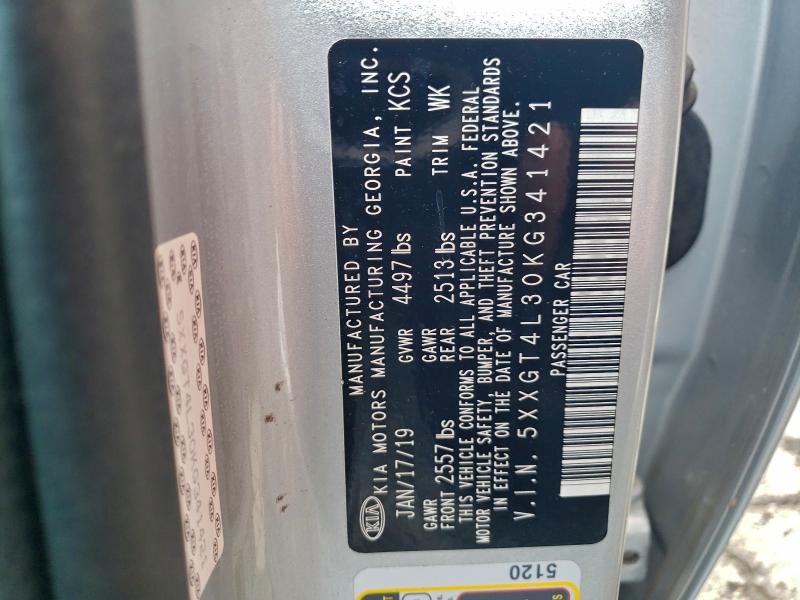 MANUFACTURED BY
KIA KIA MOTORS MANUFACTURING GEORGIA, INC.
JAN/17/19 GVWR 4497 lbs PAINT KCS
GAWR FRONT 2557 lbs GAWR REAR 2513 lbs TRIM WK
THIS VEHICLE CONFORMS TO ALL APPLICABLE U.S.A. FEDERAL
MOTOR VEHICLE SAFETY, BUMPER, AND THEFT PREVENTION STANDARDS
IN EFFECT ON THE DATE OF MANUFACTURE SHOWN ABOVE.
V.I.N. 5XXGT4L30KG341421
PASSENGER CAR
5120